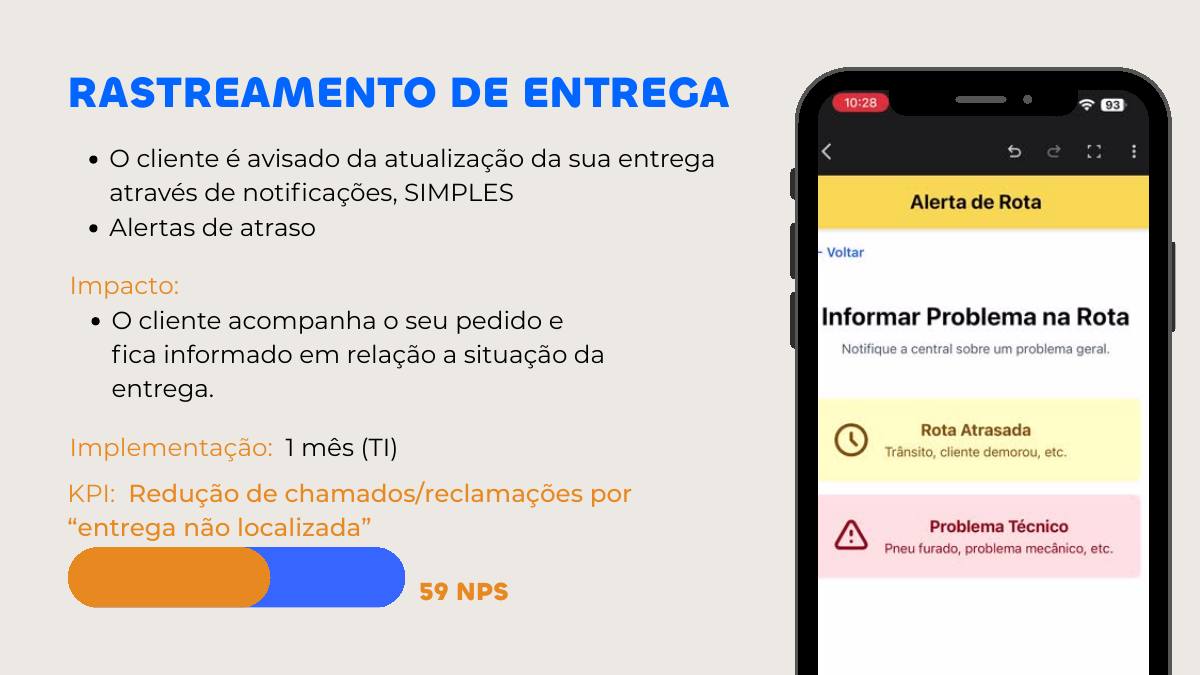 RASTREAMENTO DE ENTREGA
• O cliente é avisado da atualização da sua entrega
através de notificações, SIMPLES
• Alertas de atraso
Impacto:
• O cliente acompanha o seu pedido e
fica informado em relação a situação da
entrega.
Implementação: 1 mês (TI)
KPI: Redução de chamados/reclamações por
“entrega não localizada”
59 NPS
10:28
93
Alerta de Rota
Voltar
Informar Problema na Rota
Notifique a central sobre um problema geral.
Rota Atrasada
Trânsito, cliente demorou, etc.
Problema Técnico
Pneu furado, problema mecânico, etc.